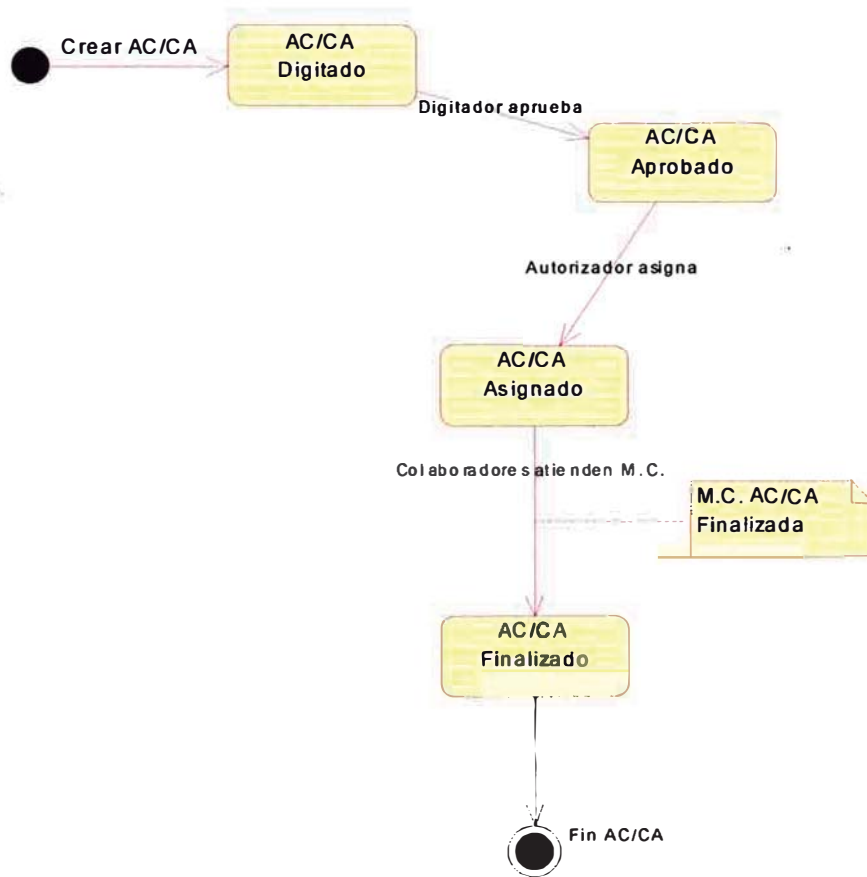 Crear AC/CA
AC/CA
Digitado
Digitador aprueba
AC/CA
Aprobado
Autorizador asigna
AC/CA
Asignado
Colaboradores atienden M.C.
M.C. AC/CA
Finalizada
AC/CA
Finalizado
Fin AC/CA